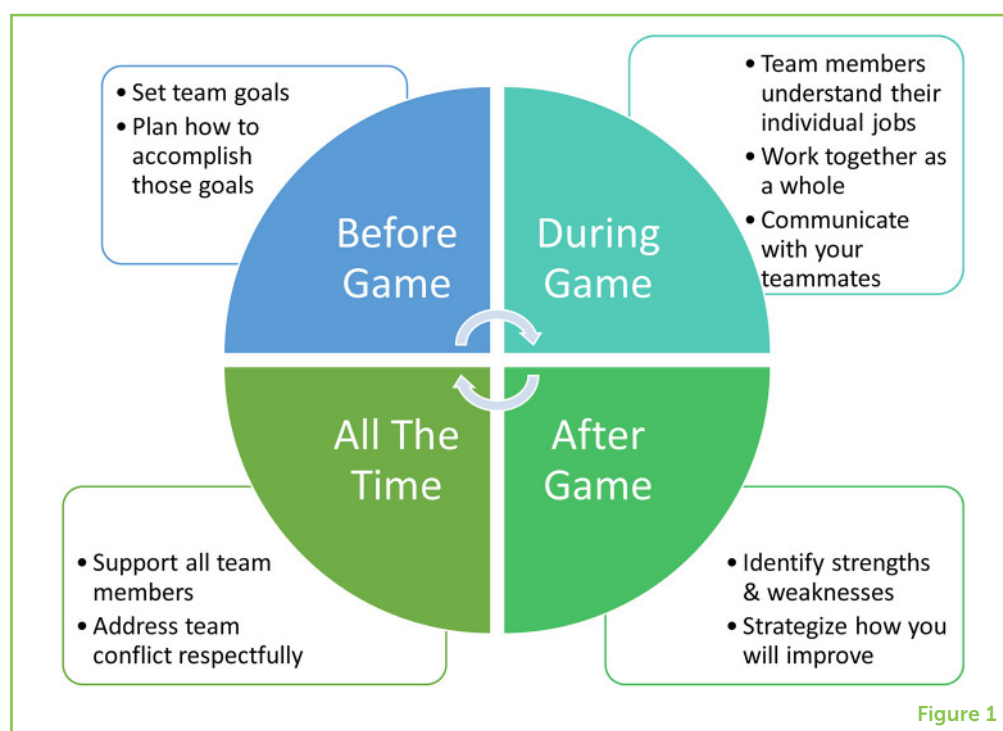 • Set team goals
• Plan how to
accomplish
those goals
• Team members
understand their
individual jobs
• Work together as
a whole
• Communicate
with your
teammates
Before
Game
During
Game
All The
Time
After
Game
• Support all team
members
• Address team
conflict respectfully
• Identify strengths
& weaknesses
• Strategize how you
will improve
Figure 1